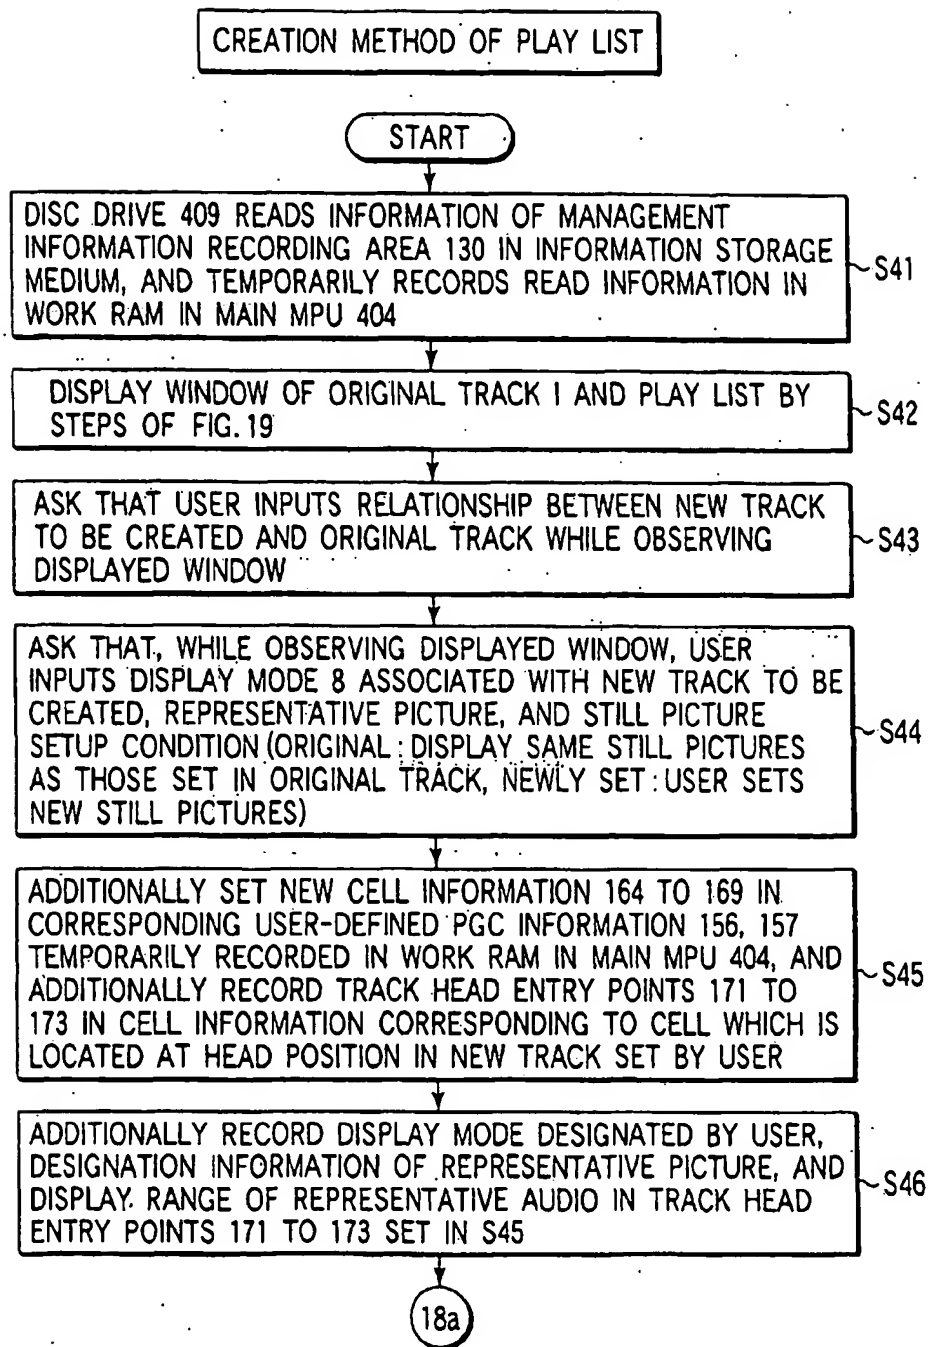 CREATION METHOD OF PLAY LIST
START
DISC DRIVE 409 READS INFORMATION OF MANAGEMENT
INFORMATION RECORDING AREA 130 IN INFORMATION STORAGE
MEDIUM, AND TEMPORARILY RECORDS READ INFORMATION IN
WORK RAM IN MAIN MPU 404
S41
DISPLAY WINDOW OF ORIGINAL TRACK I AND PLAY LIST BY
STEPS OF FIG.19
S42
ASK THAT USER INPUTS RELATIONSHIP BETWEEN NEW TRACK
TO BE CREATED AND ORIGINAL TRACK WHILE OBSERVING
DISPLAYED WINDOW
S43
ASK THAT, WHILE OBSERVING DISPLAYED WINDOW, USER
INPUTS DISPLAY MODE 8 ASSOCIATED WITH NEW TRACK TO BE
CREATED, REPRESENTATIVE PICTURE, AND STILL PICTURE
SETUP CONDITION (ORIGINAL : DISPLAY SAME STILL PICTURES
AS THOSE SET IN ORIGINAL TRACK, NEWLY SET : USER SETS
NEW STILL PICTURES)
S44
ADDITIONALLY SET NEW CELL INFORMATION 164 TO 169 IN
CORRESPONDING USER-DEFINED PGC INFORMATION 156, 157
TEMPORARILY RECORDED IN WORK RAM IN MAIN MPU 404, AND
ADDITIONALLY RECORD TRACK HEAD ENTRY POINTS 171 TO
173 IN CELL INFORMATION CORRESPONDING TO CELL WHICH IS
LOCATED AT HEAD POSITION IN NEW TRACK SET BY USER
S45
ADDITIONALLY RECORD DISPLAY MODE DESIGNATED BY USER,
DESIGNATION INFORMATION OF REPRESENTATIVE PICTURE, AND
DISPLAY RANGE OF REPRESENTATIVE AUDIO IN TRACK HEAD
ENTRY POINTS 171 TO 173 SET IN S45
S46
18a